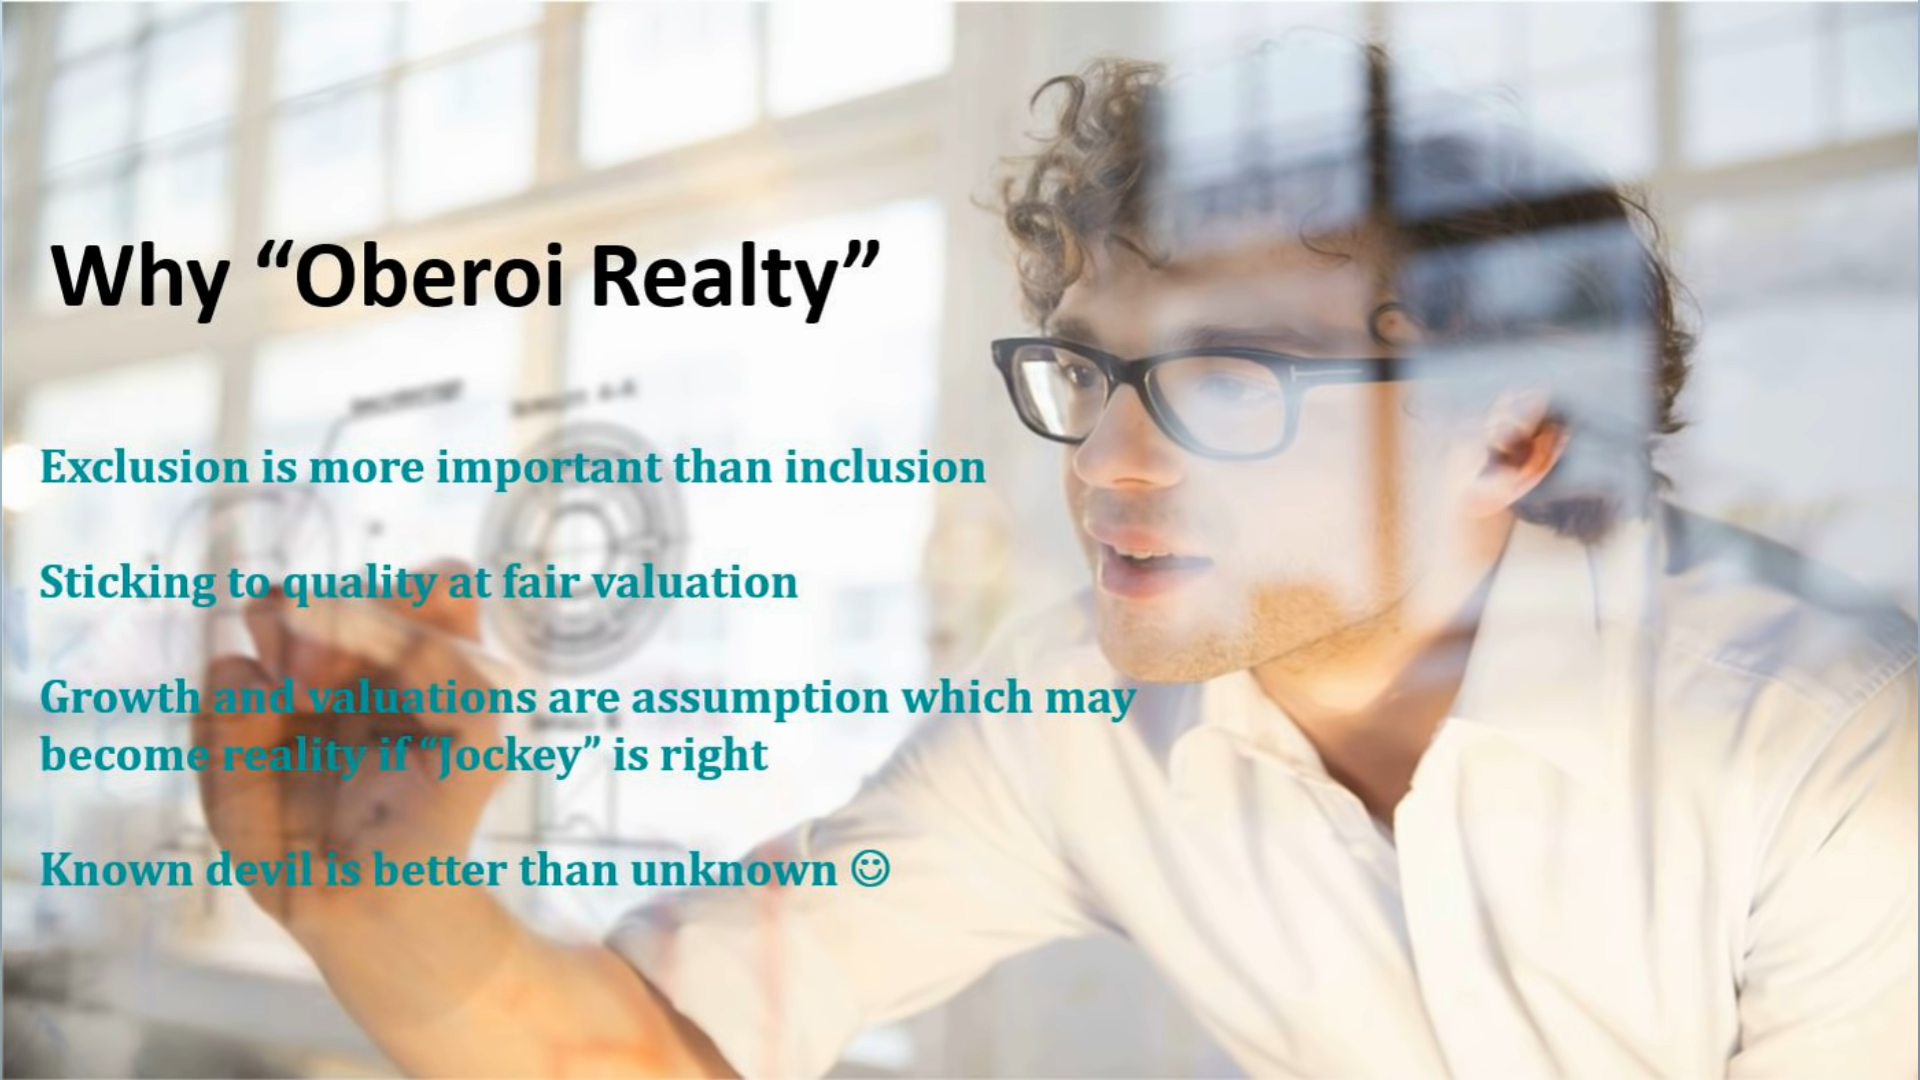 Why “Oberoi Realty”
Exclusion is more important than inclusion
Sticking to quality at fair valuation
Growth and valuations are assumption which may
become reality if “Jockey” is right
Known devil is better than unknown ☺